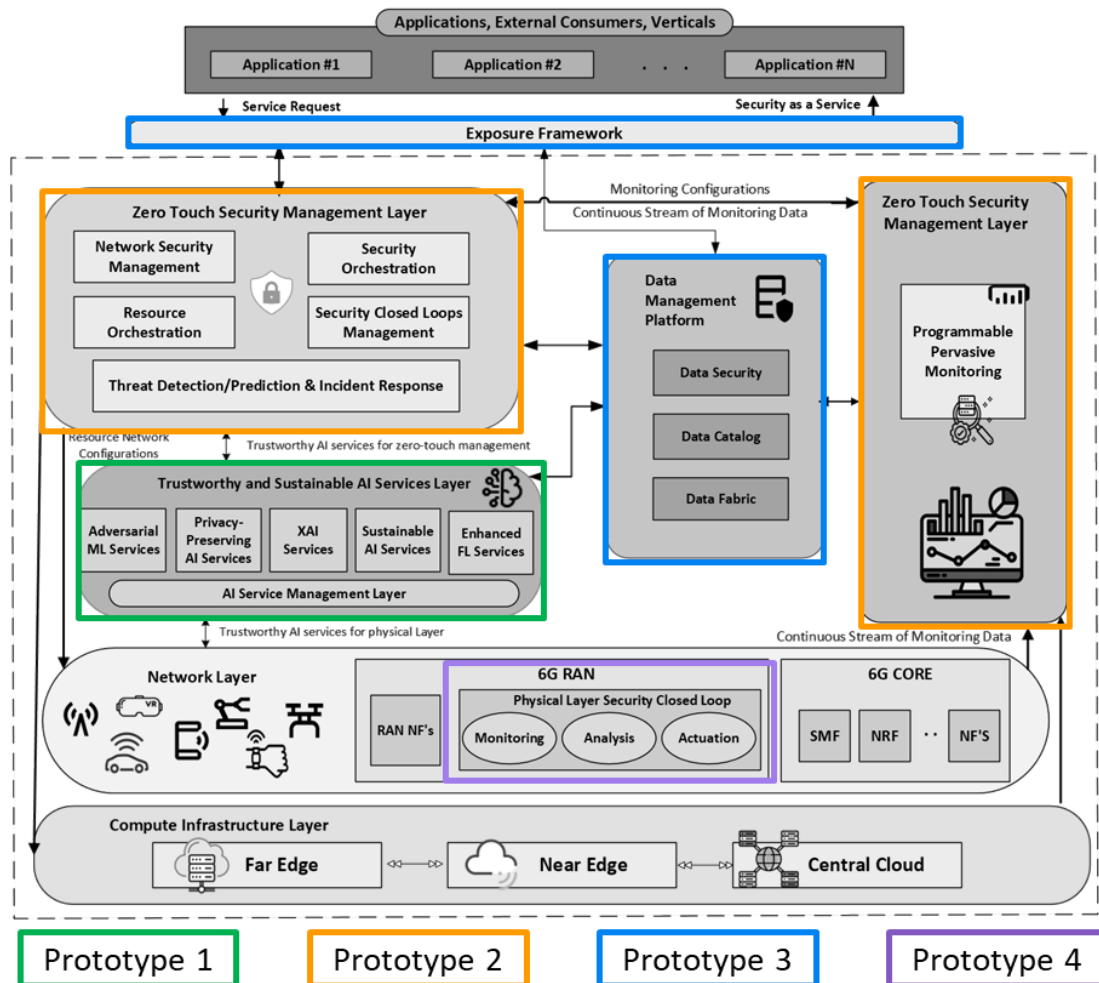 Applications, External Consumers, Verticals
Application #1
Application #2
. . .
Application #N
Service Request
Security as a Service
Exposure Framework
Zero Touch Security Management Layer
Network Security
Management
Security
Orchestration
Resource
Orchestration
Security Closed Loops
Management
Threat Detection/Prediction & Incident Response
Monitoring Configurations
Continuous Stream of Monitoring Data
Data
Management
Platform
Data Security
Data Catalog
Data Fabric
Zero Touch Security
Management Layer
Programmable
Pervasive
Monitoring
Resource Network
Configurations
Trustworthy AI services for zero-touch management
Trustworthy and Sustainable AI Services Layer
Adversarial
ML Services
Privacy-
Preserving
AI Services
XAI
Services
Sustainable
AI Services
Enhanced
FL Services
AI Service Management Layer
Trustworthy AI services for physical Layer
Continuous Stream of Monitoring Data
Network Layer
VR
6G RAN
RAN NF's
Physical Layer Security Closed Loop
Monitoring
Analysis
Actuation
6G CORE
SMF
NRF
. .
NF'S
Compute Infrastructure Layer
Far Edge
Near Edge
Central Cloud
Prototype 1
Prototype 2
Prototype 3
Prototype 4